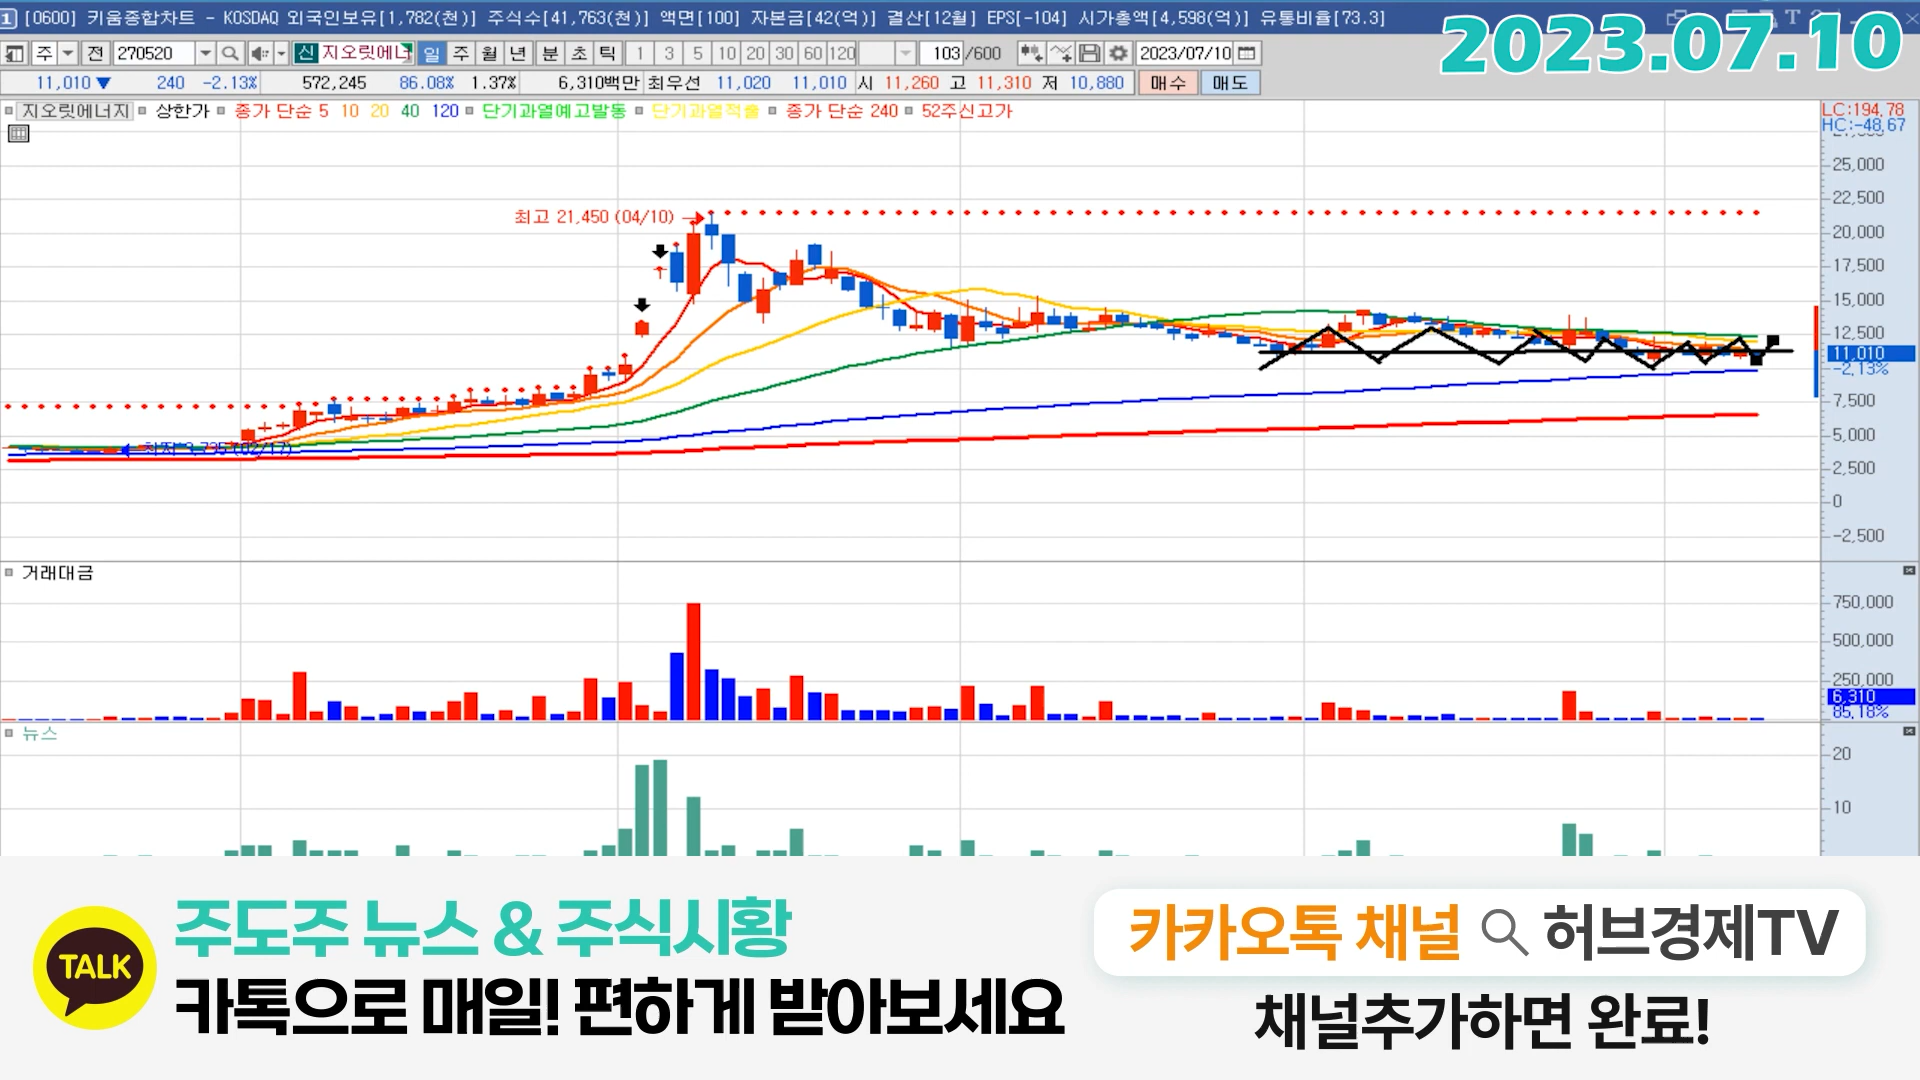 1 [0600] 키움종합차트 - KOSDAQ 외국인보유[1,782(천)] 주식수[41,763(천)] 액면[100] 자본금[42(억)] 결산[12월] EPS[-104] 시가총액[4,598(억)] 유통비율[73.3]
2023.07.10
주 전 270520 신 지오릿에너 일 주 월 년 분 초 틱 1 3 5 10 20 30 60 120 103 /600 2023/07/10
11,010 ▼ 240 -2.13% 572,245 86.08% 1.37% 6,310백만 최우선 11,020 11,010 시 11,260 고 11,310 저 10,880 매수 매도
지오릿에너지 상한가 종가 단순 5 10 20 40 120 단기과열예고발동 단기과열적출 종가 단순 240 52주신고가
LC:194.78
HC:-48.67
25,000
22,500
최고 21,450 (04/10)
20,000
17,500
15,000
12,500
11,010
-2.13%
7,500
5,000
2,500
0
-2,500
거래대금
750,000
500,000
250,000
6,310
85.18%
뉴스
20
10
TALK
주도주 뉴스 & 주식시황
카톡으로 매일! 편하게 받아보세요
카카오톡 채널 허브경제TV
채널추가하면 완료!